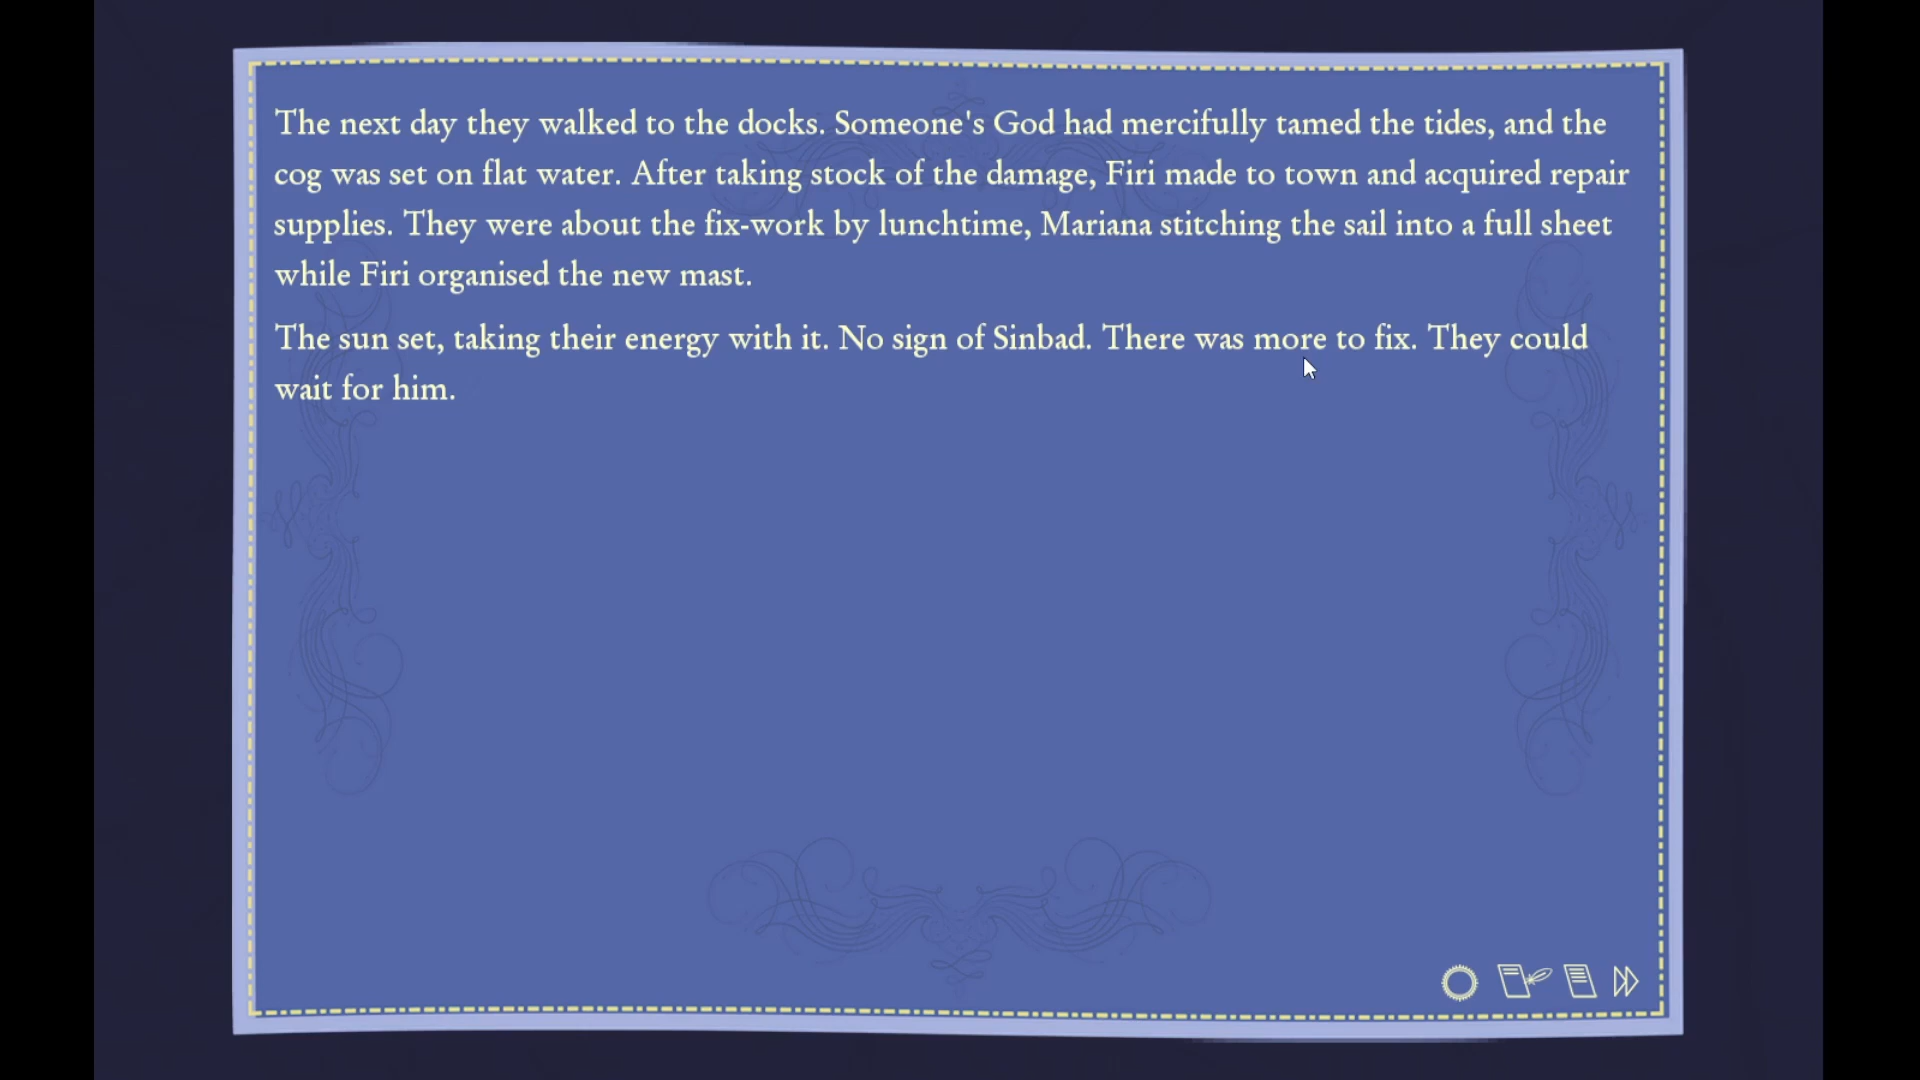 The next day they walked to the docks. Someone's God had mercifully tamed the tides, and the
cog was set on flat water. After taking stock of the damage, Firi made to town and acquired repair
supplies. They were about the fix-work by lunchtime, Mariana stitching the sail into a full sheet
while Firi organised the new mast.
The sun set, taking their energy with it. No sign of Sinbad. There was more to fix. They could
wait for him.